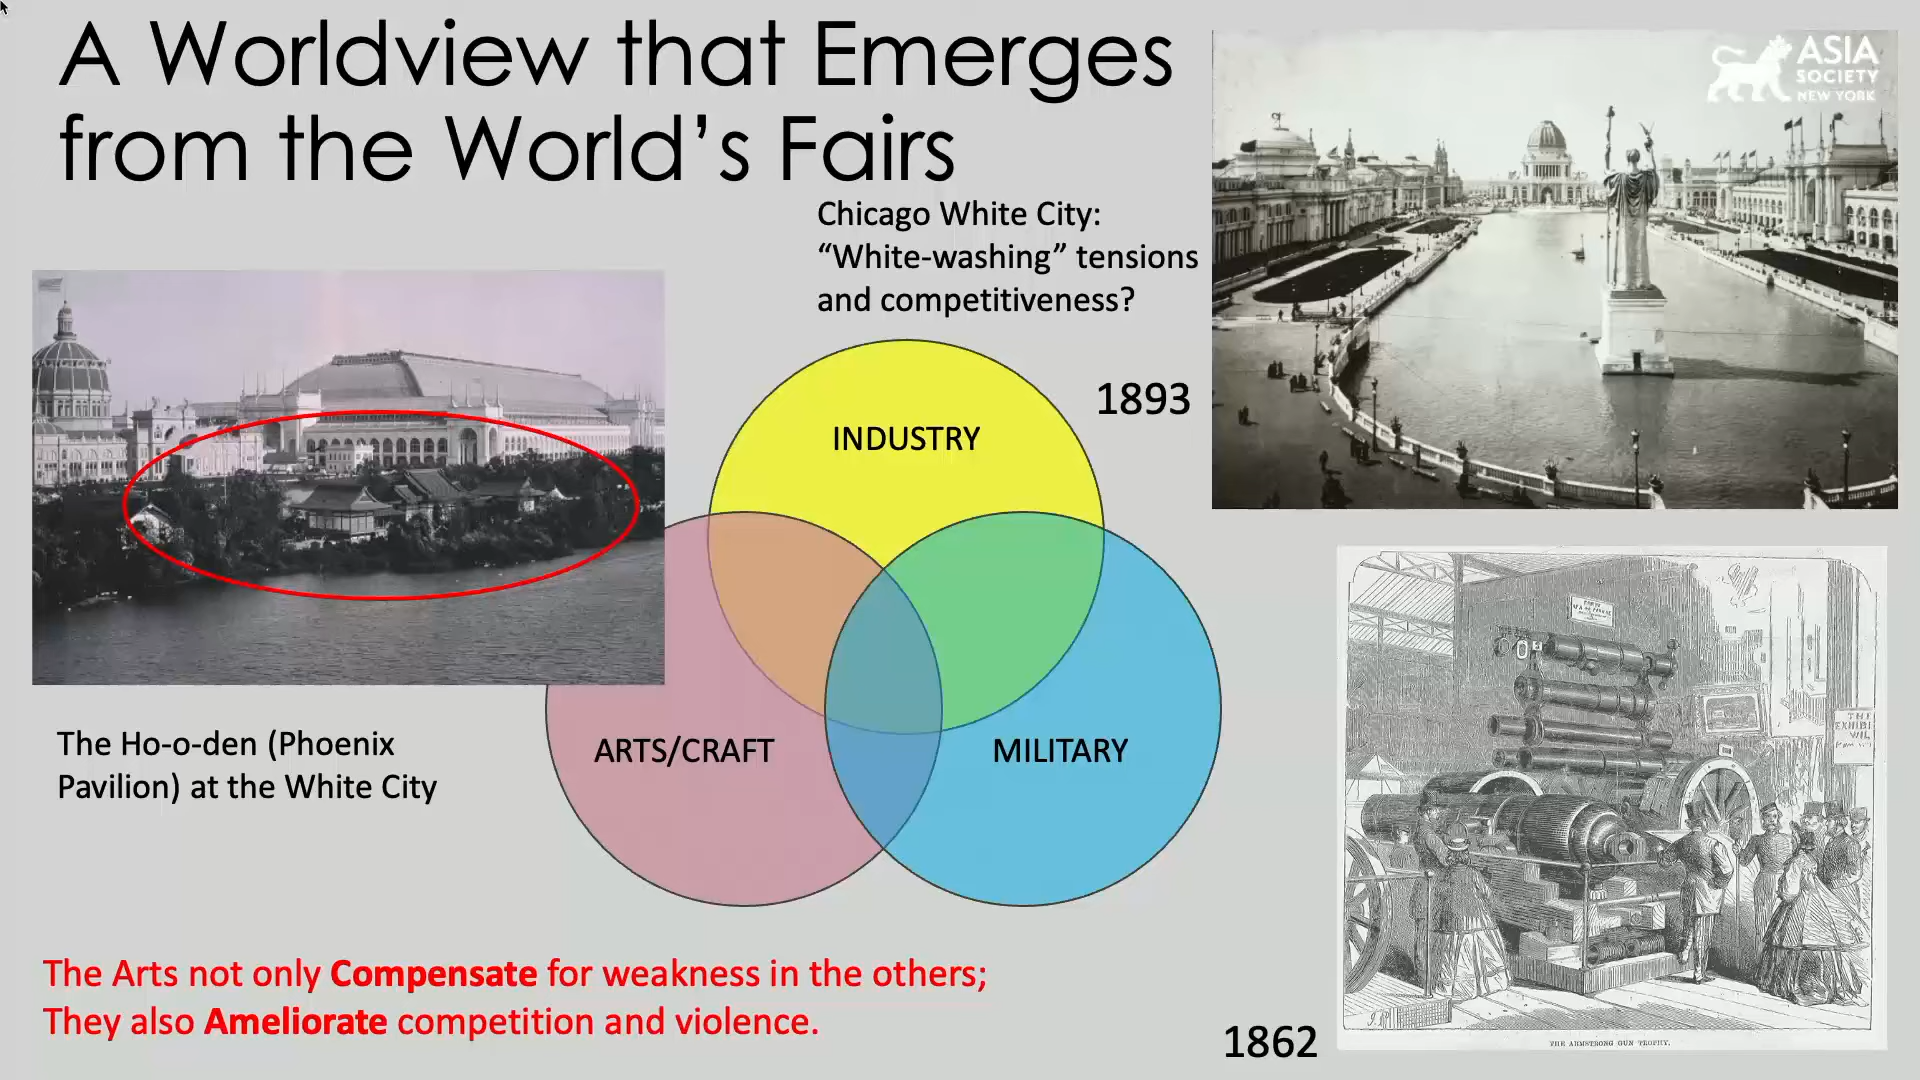 A Worldview that Emerges
from the World’s Fairs
ASIA
SOCIETY
NEW YORK
Chicago White City:
“White-washing” tensions
and competitiveness?
1893
INDUSTRY
ARTS/CRAFT
MILITARY
The Ho-o-den (Phoenix
Pavilion) at the White City
The Arts not only Compensate for weakness in the others;
They also Ameliorate competition and violence.
1862
THE ARMSTRONG GUN TROPHY.